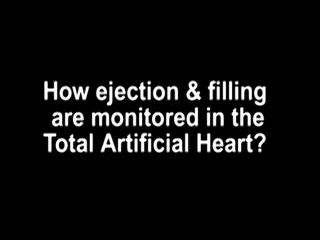 How ejection & filling
are monitored in the
Total Artificial Heart?